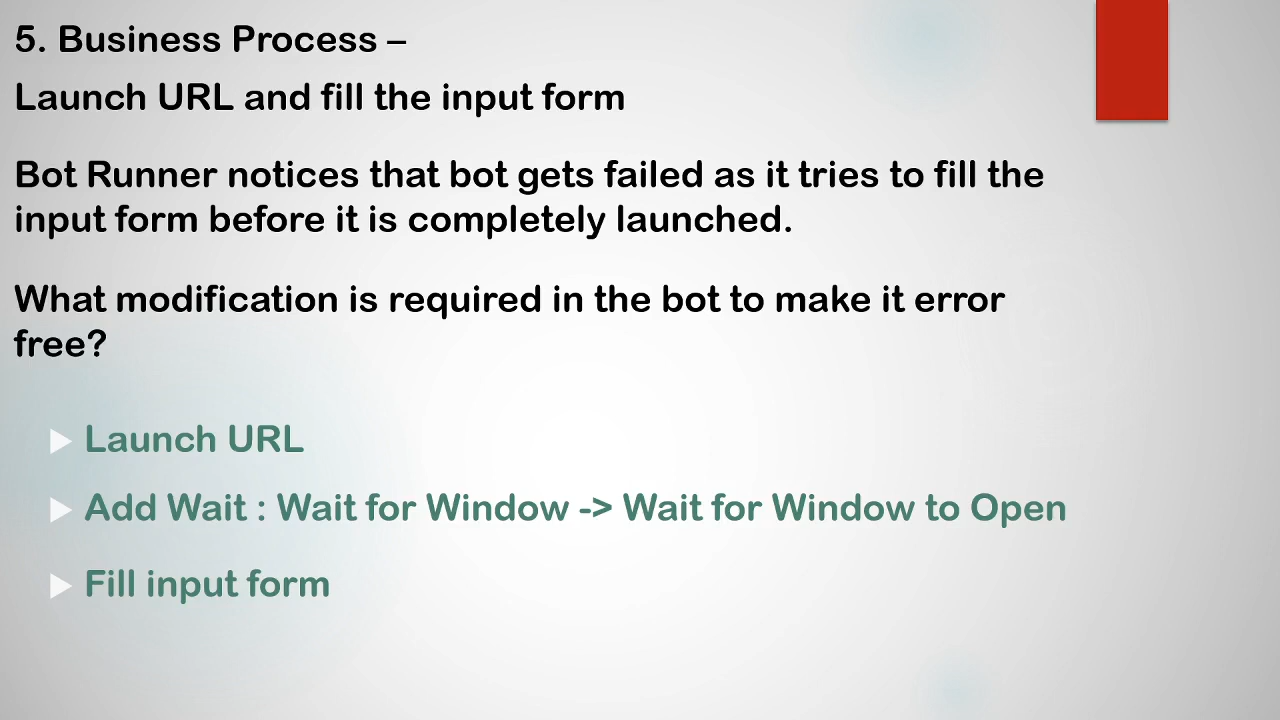 5. Business Process –
Launch URL and fill the input form
Bot Runner notices that bot gets failed as it tries to fill the
input form before it is completely launched.
What modification is required in the bot to make it error
free?
Launch URL
Add Wait : Wait for Window -> Wait for Window to Open
Fill input form